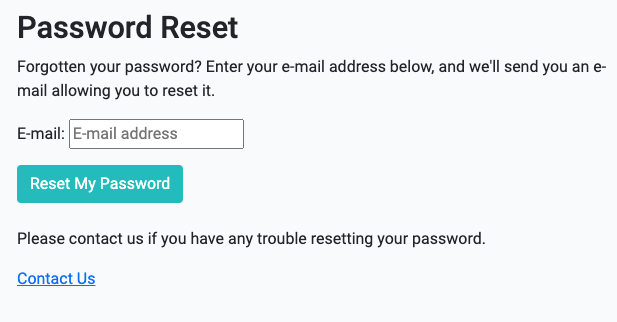 Password Reset
Forgotten your password? Enter your e-mail address below, and we'll send you an e-
mail allowing you to reset it.
E-mail: E-mail address
Reset My Password
Please contact us if you have any trouble resetting your password.
Contact Us